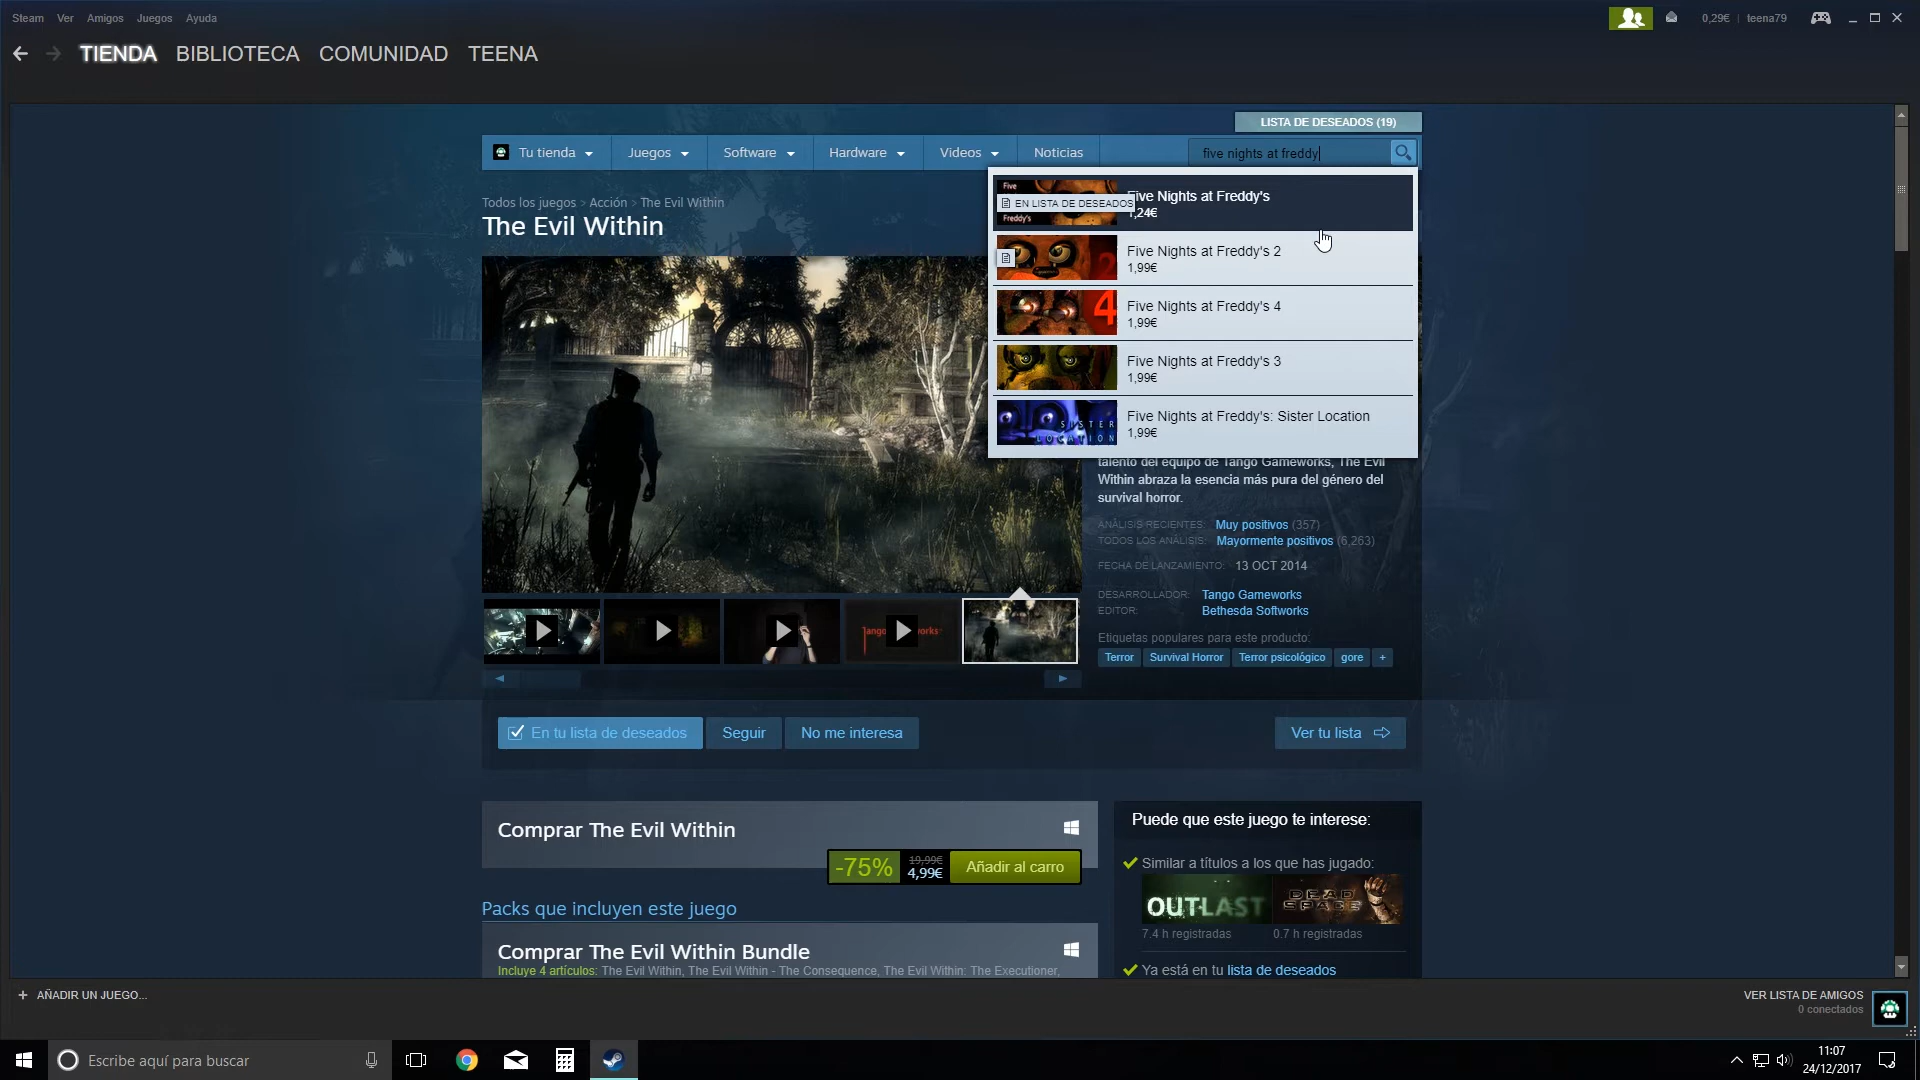 Steam Ver Amigos Juegos Ayuda
0,29€ | teena79
TIENDA BIBLIOTECA COMUNIDAD TEENA
LISTA DE DESEADOS (19)
Tu tienda Juegos Software Hardware Videos Noticias
five nights at freddy
Todos los juegos > Acción > The Evil Within
The Evil Within
Five
Freddy's
EN LISTA DE DESEADOS
Five Nights at Freddy's
1,24€
2
Five Nights at Freddy's 2
1,99€
4
Five Nights at Freddy's 4
1,99€
Five Nights at Freddy's 3
1,99€
SISTER
LOCATION
Five Nights at Freddy's: Sister Location
1,99€
talento del equipo de Tango Gameworks, The Evil
Within abraza la esencia más pura del género del
survival horror.
ANÁLISIS RECIENTES: Muy positivos (357)
TODOS LOS ANÁLISIS: Mayormente positivos (6,263)
FECHA DE LANZAMIENTO: 13 OCT 2014
DESARROLLADOR: Tango Gameworks
EDITOR: Bethesda Softworks
Etiquetas populares para este producto:
Terror Survival Horror Terror psicológico gore +
En tu lista de deseados Seguir No me interesa Ver tu lista
Comprar The Evil Within
-75% 19,99€ 4,99€ Añadir al carro
Packs que incluyen este juego
Comprar The Evil Within Bundle
Incluye 4 artículos: The Evil Within, The Evil Within - The Consequence, The Evil Within: The Executioner,
Puede que este juego te interese:
Similar a títulos a los que has jugado:
OUTLAST DEAD SPACE
7.4 h registradas 0.7 h registradas
Ya está en tu lista de deseados
+ AÑADIR UN JUEGO...
VER LISTA DE AMIGOS
0 conectados
Escribe aquí para buscar
11:07
24/12/2017